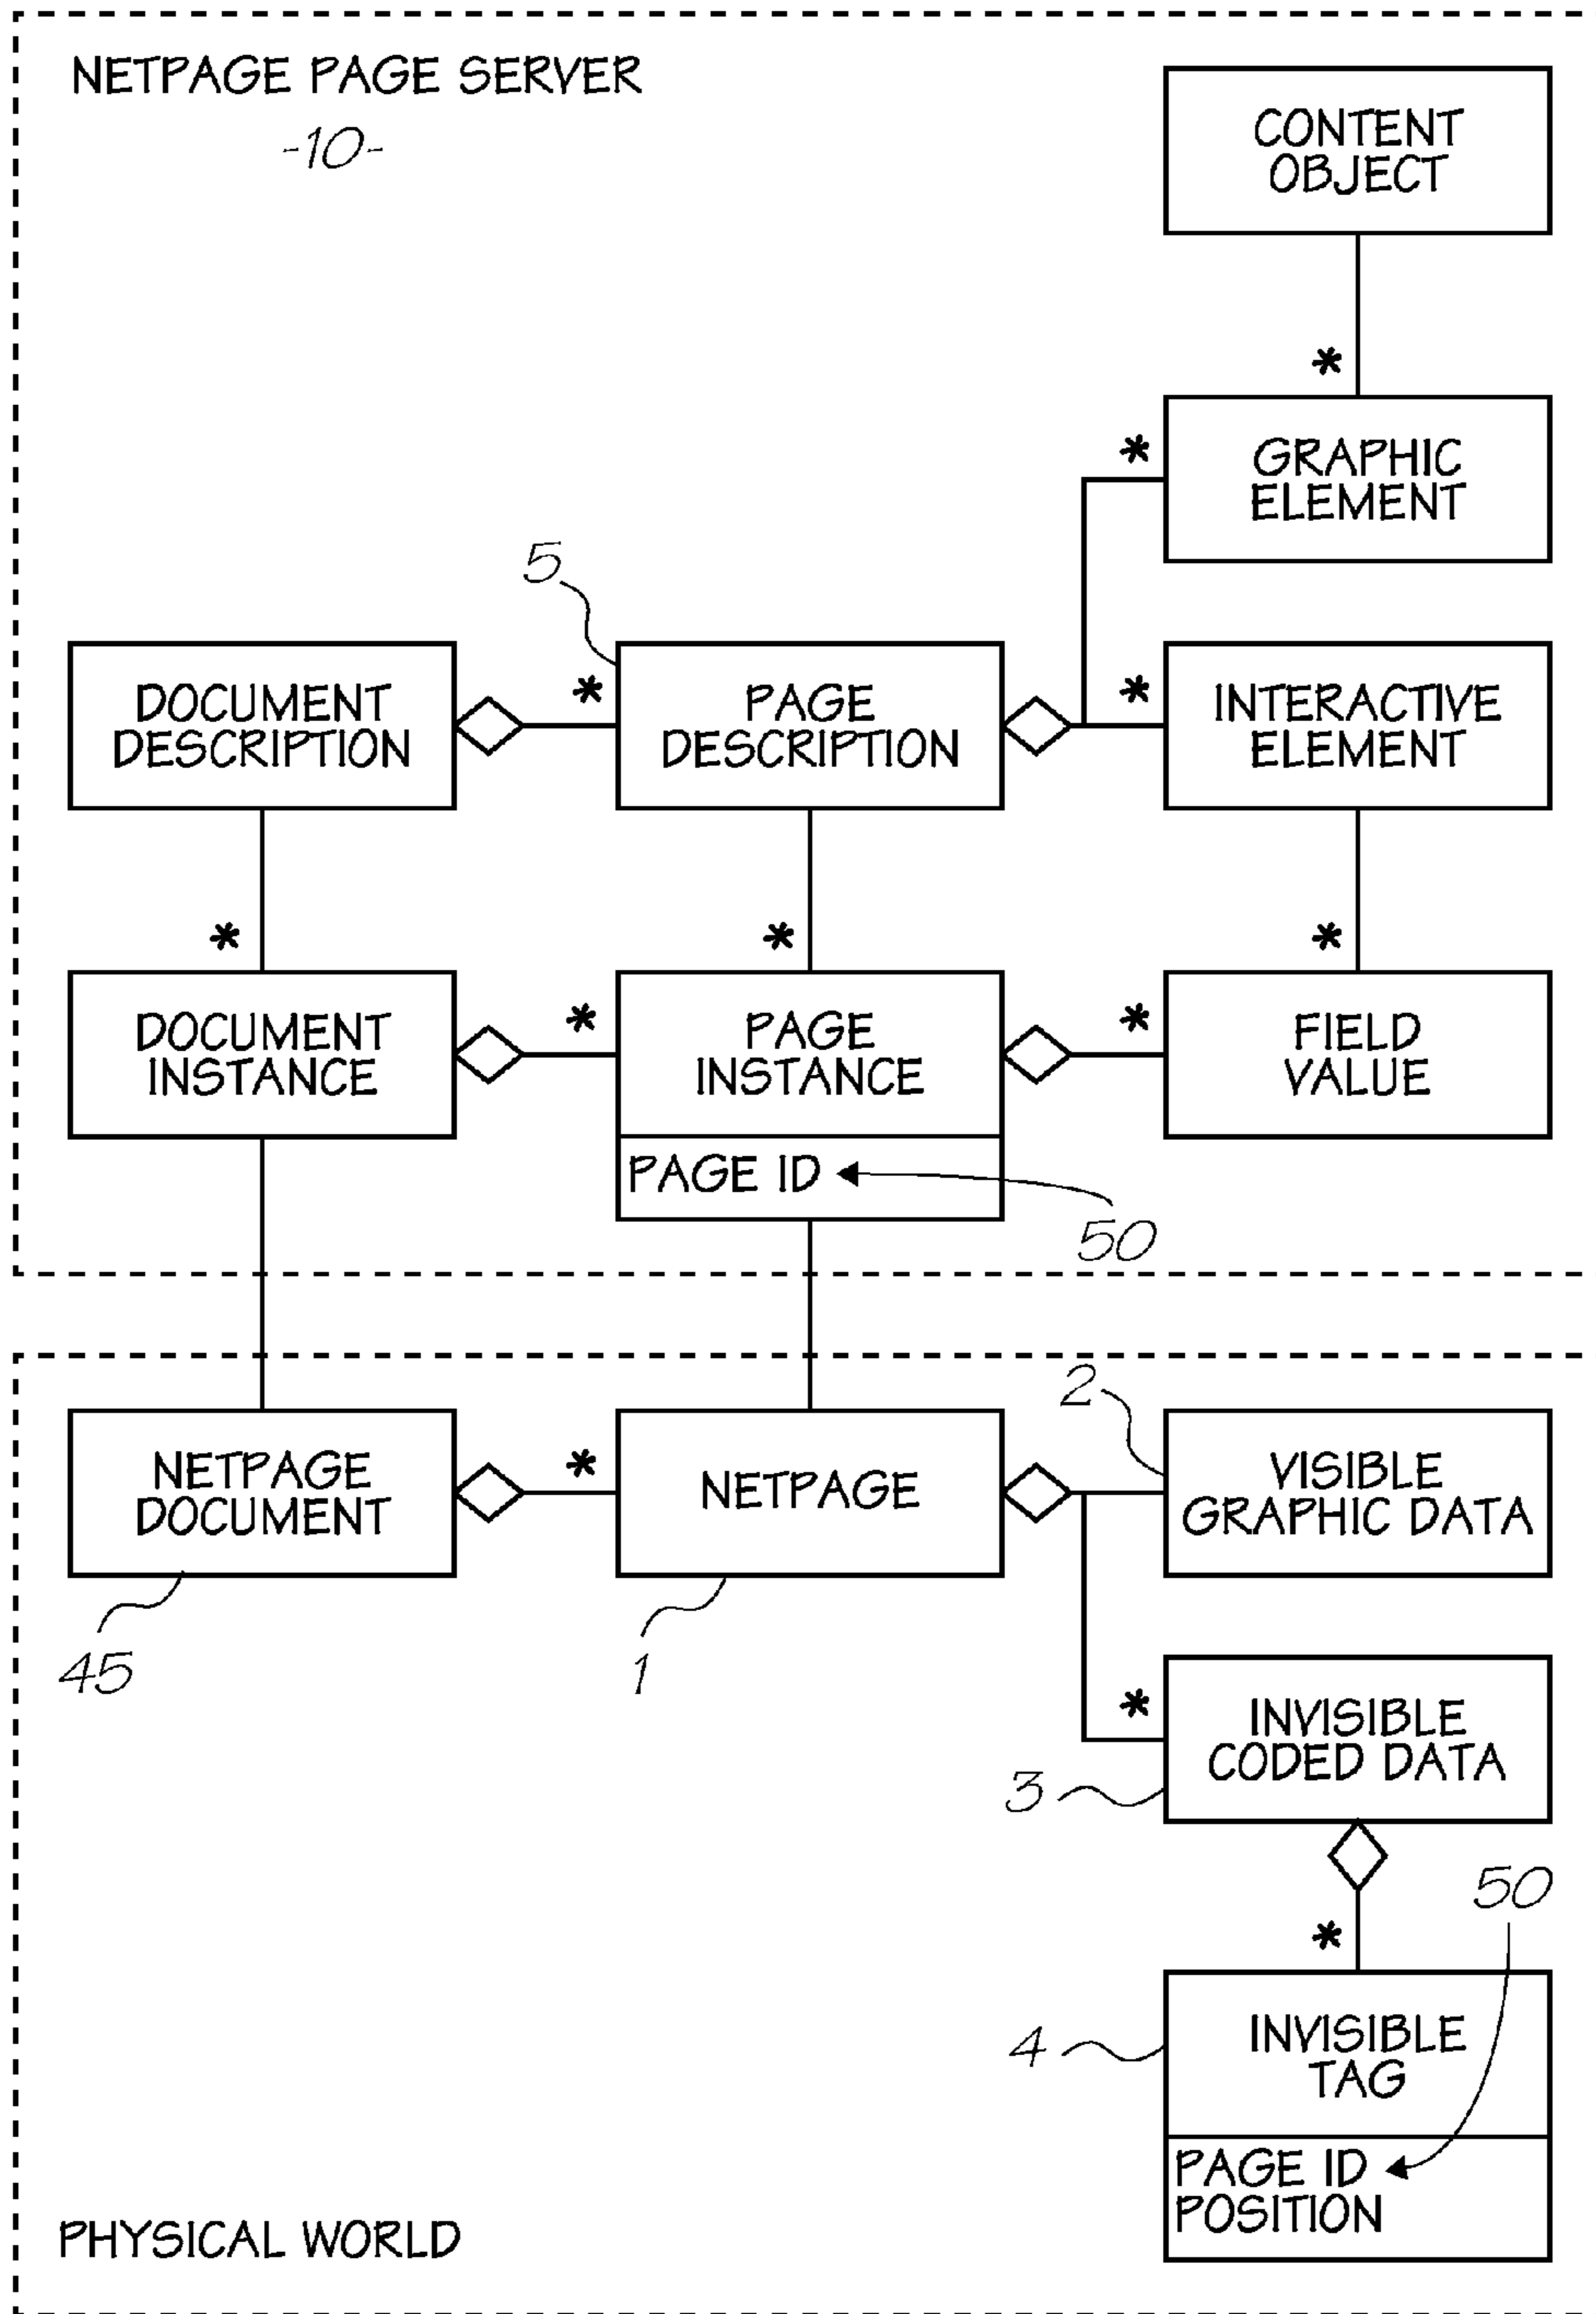 NETPAGE PAGE SERVER
-10-
CONTENT
OBJECT
*
*
GRAPHIC
ELEMENT
5
DOCUMENT
DESCRIPTION
*
PAGE
DESCRIPTION
*
INTERACTIVE
ELEMENT
*
*
*
DOCUMENT
INSTANCE
*
PAGE
INSTANCE
*
FIELD
VALUE
PAGE ID
50
NETPAGE
DOCUMENT
45
*
NETPAGE
1
2
VISIBLE
GRAPHIC DATA
*
INVISIBLE
CODED DATA
3
*
50
4
INVISIBLE
TAG
PAGE ID
POSITION
PHYSICAL WORLD